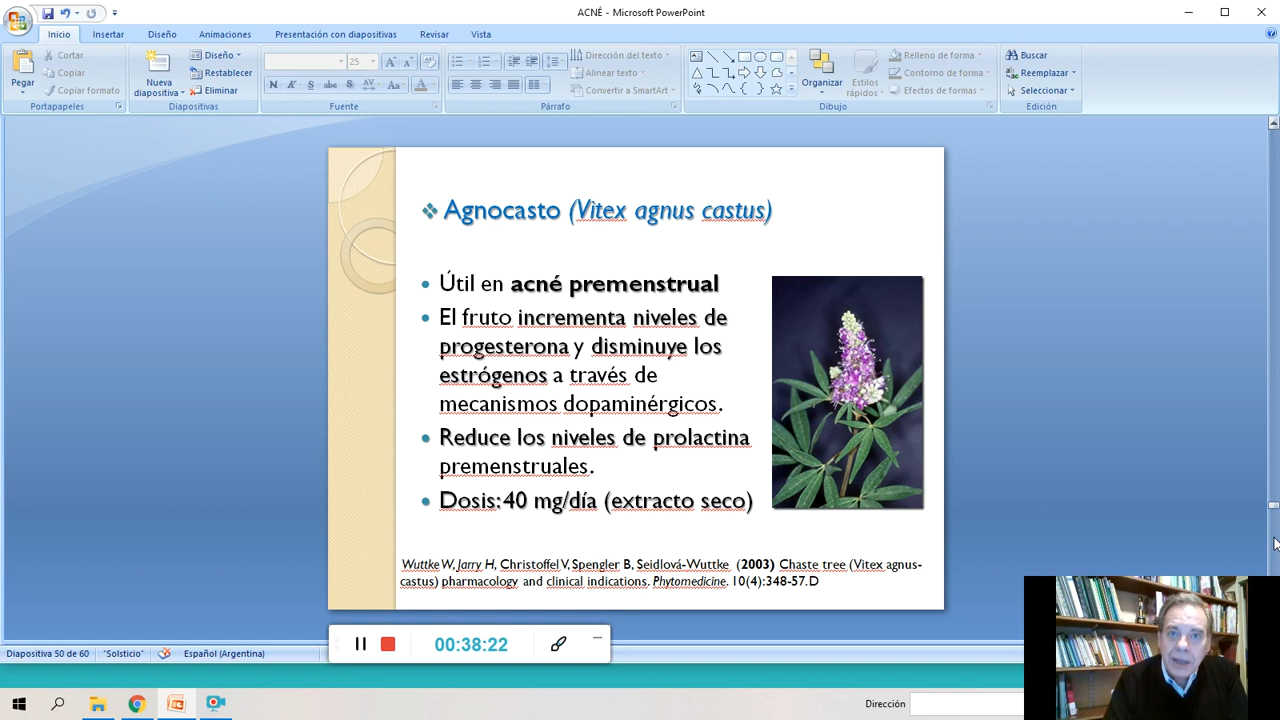 ACNÉ - Microsoft PowerPoint
Inicio Insertar Diseño Animaciones Presentación con diapositivas Revisar Vista
Pegar
Cortar
Copiar
Copiar formato
Portapapeles
Nueva diapositiva
Diseño
Restablecer
Eliminar
Diapositivas
25
N K S abe S AV Aa A
Fuente
Dirección del texto
Alinear texto
Convertir a SmartArt
Párrafo
Organizar
Estilos rápidos
Relleno de forma
Contorno de forma
Efectos de formas
Dibujo
Buscar
Reemplazar
Seleccionar
Edición
Agnocasto (Vitex agnus castus)
• Útil en acné premenstrual
• El fruto incrementa niveles de
progesterona y disminuye los
estrógenos a través de
mecanismos dopaminérgicos.
• Reduce los niveles de prolactina
premenstruales.
• Dosis: 40 mg/día (extracto seco)
Wuttke W, Jarry H, Christoffel V, Spengler B, Seidlová-Wuttke (2003) Chaste tree (Vitex agnus-
castus) pharmacology and clinical indications. Phytomedicine. 10(4):348-57.D
00:38:22
Diapositiva 50 de 60 "Solsticio" Español (Argentina)
Dirección